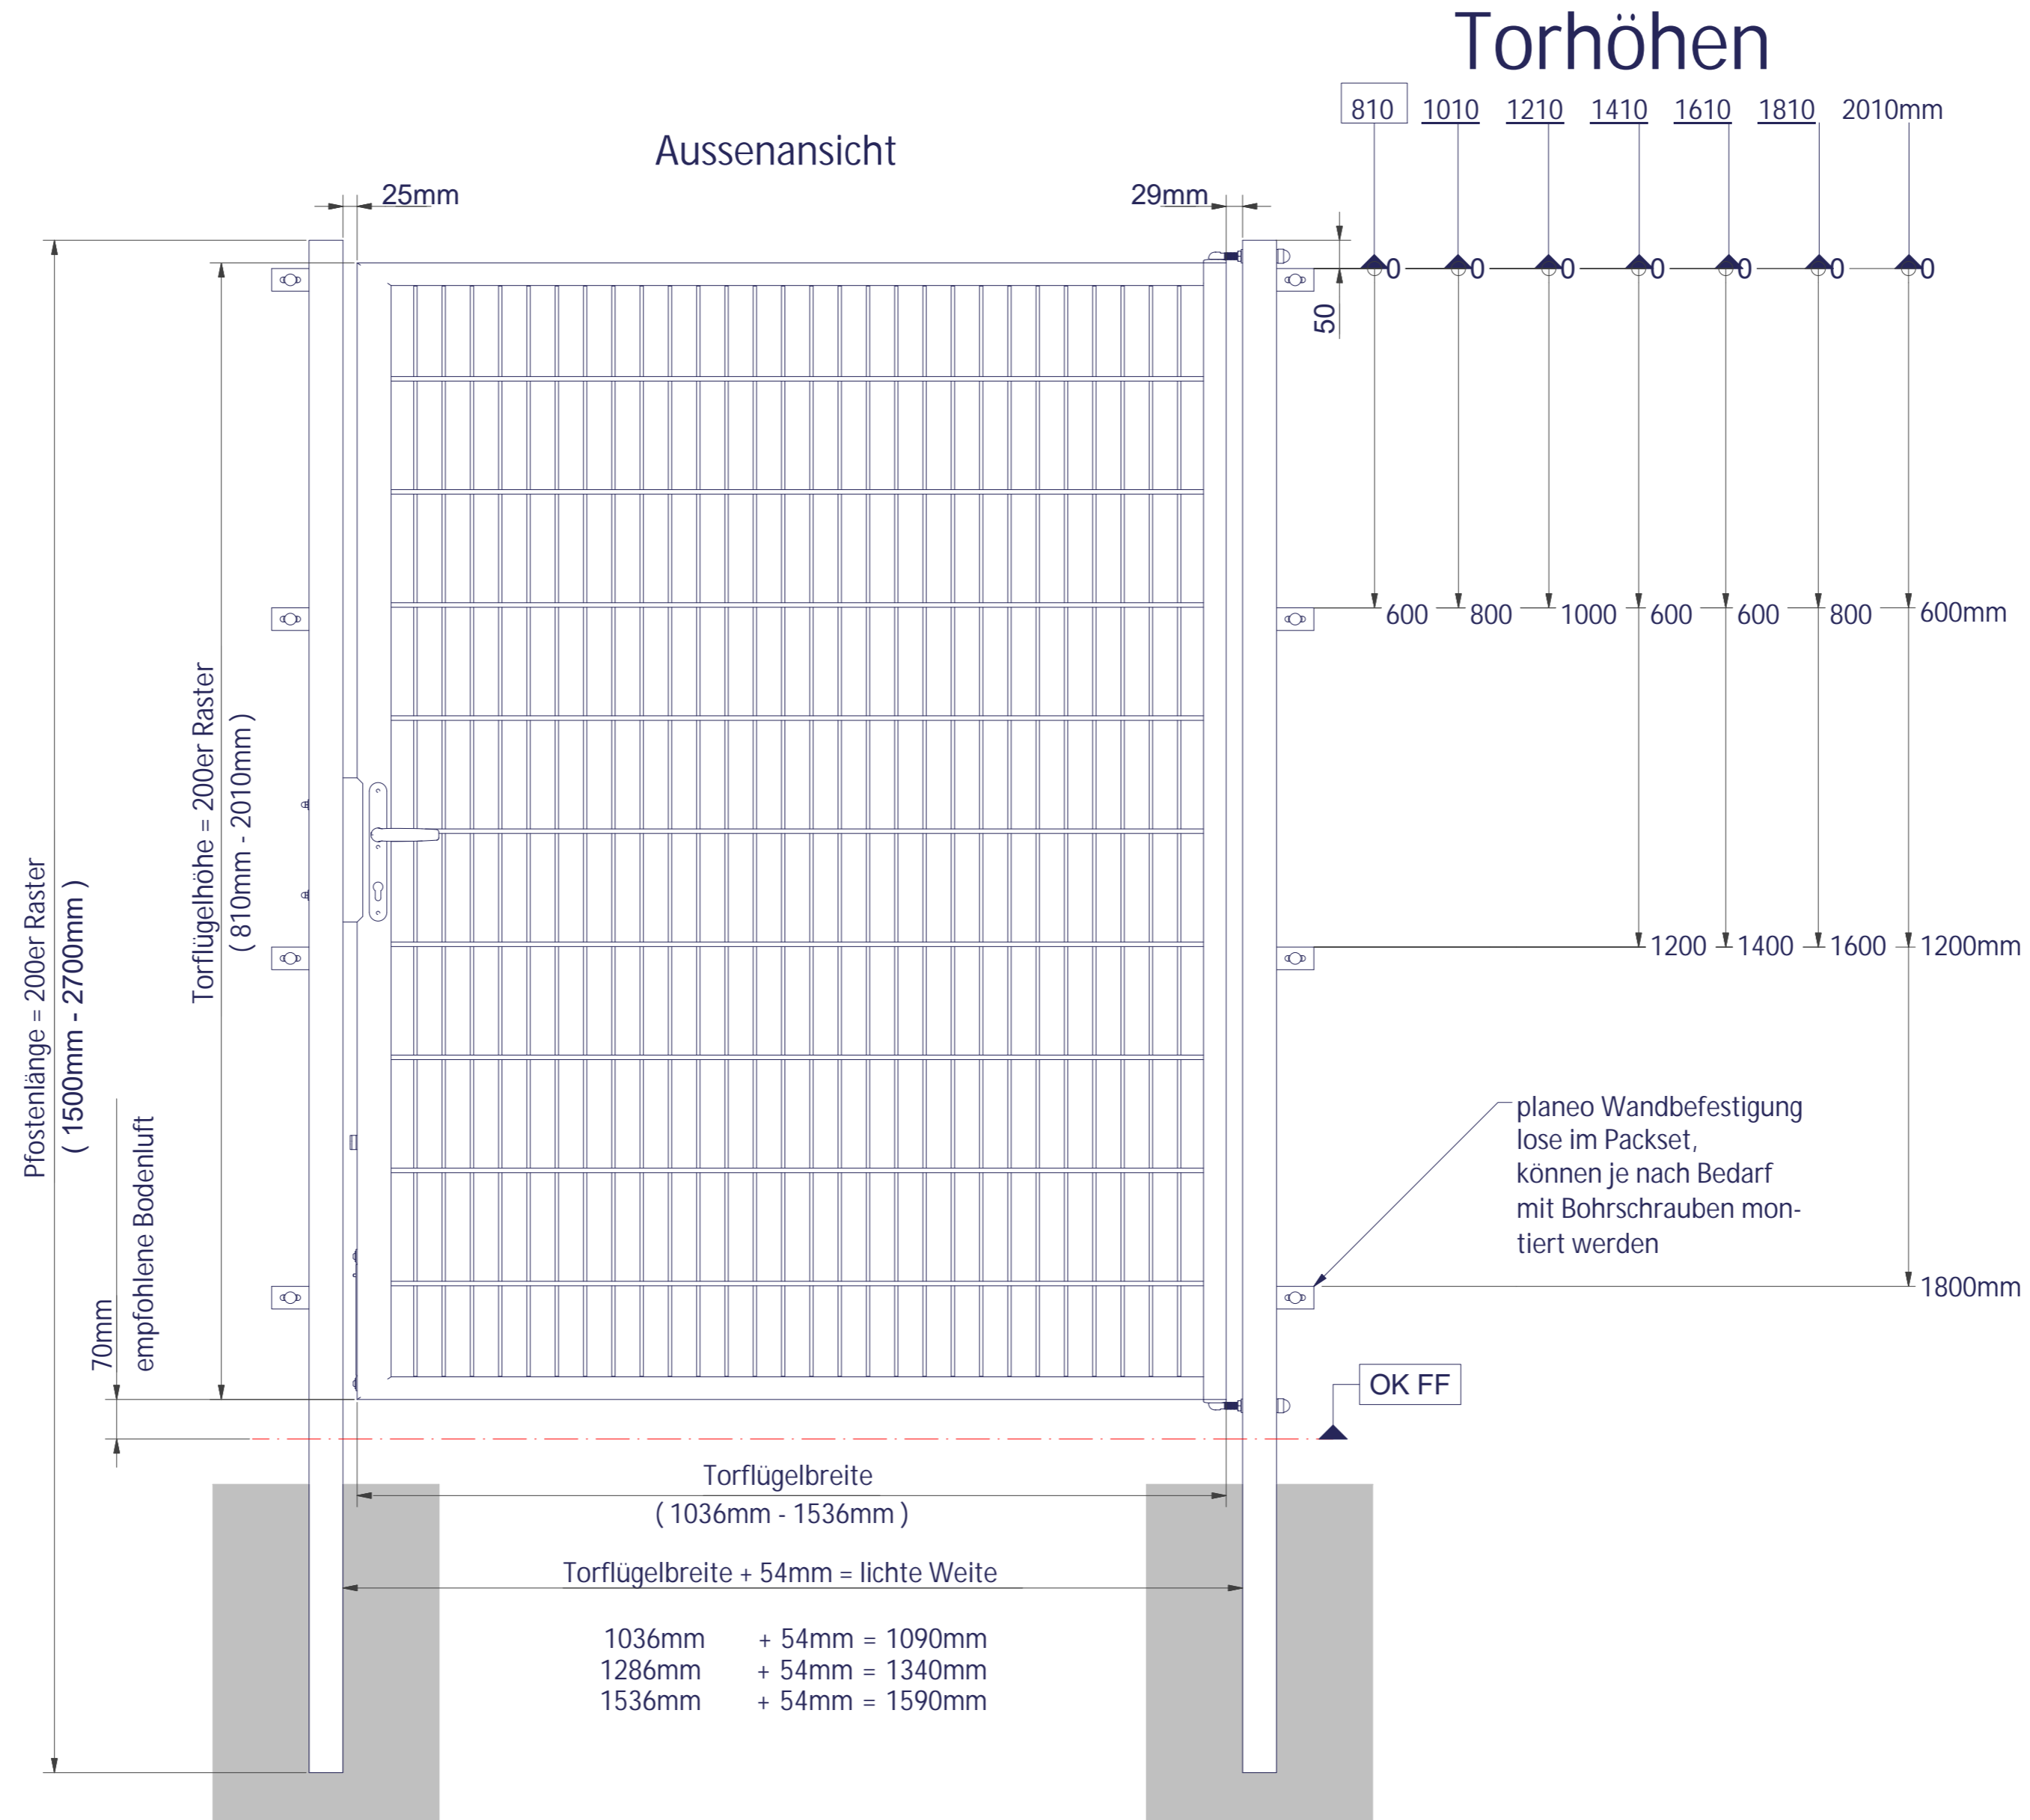 Torhöhen
810 1010 1210 1410 1610 1810 2010mm
Aussenansicht
25mm
29mm
0 0 0 0 0 0 0
50
600 800 1000 600 600 800 600mm
Torflügelhöhe = 200er Raster
( 810mm - 2010mm )
Pfostenlänge = 200er Raster
( 1500mm - 2700mm )
1200 1400 1600 1200mm
planeo Wandbefestigung
lose im Packset,
können je nach Bedarf
mit Bohrschrauben mon-
tiert werden
70mm
empfohlene Bodenluft
1800mm
OK FF
Torflügelbreite
( 1036mm - 1536mm )
Torflügelbreite + 54mm = lichte Weite
1036mm + 54mm = 1090mm
1286mm + 54mm = 1340mm
1536mm + 54mm = 1590mm